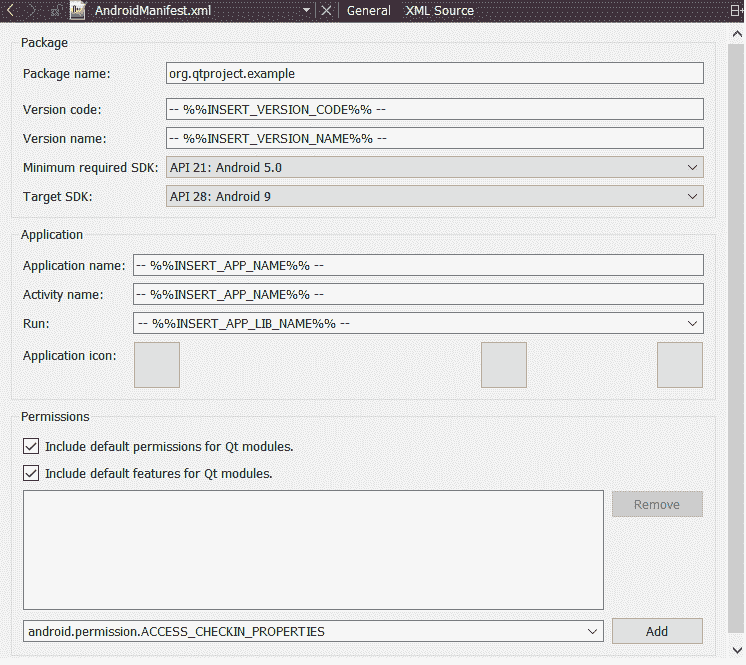 AndroidManifest.xml General XML Source
Package
Package name: org.qtproject.example
Version code: -- %%INSERT_VERSION_CODE%% --
Version name: -- %%INSERT_VERSION_NAME%% --
Minimum required SDK: API 21: Android 5.0
Target SDK: API 28: Android 9
Application
Application name: -- %%INSERT_APP_NAME%% --
Activity name: -- %%INSERT_APP_NAME%% --
Run: -- %%INSERT_APP_LIB_NAME%% --
Application icon:
Permissions
Include default permissions for Qt modules.
Include default features for Qt modules.
Remove
android.permission.ACCESS_CHECKIN_PROPERTIES Add